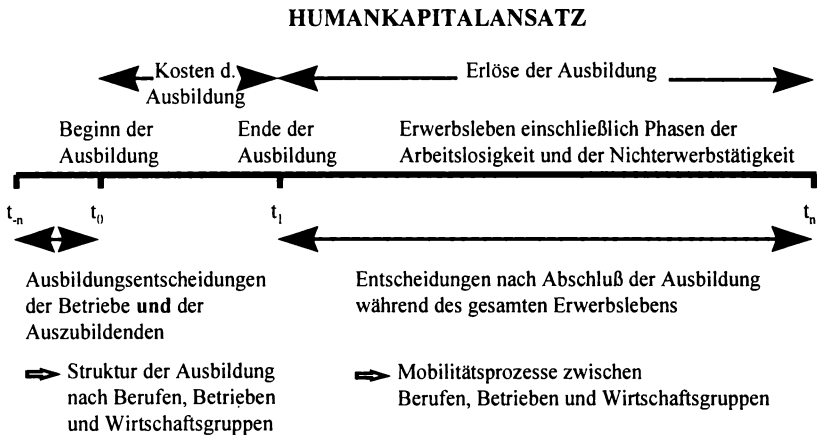 HUMANKAPITALANSATZ
Kosten d.
Ausbildung
Erlöse der Ausbildung
Beginn der
Ausbildung
Ende der
Ausbildung
Erwerbsleben einschließlich Phasen der
Arbeitslosigkeit und der Nichterwerbstätigkeit
t-n
t0
t1
tn
Ausbildungsentscheidungen
der Betriebe und der
Auszubildenden
Entscheidungen nach Abschluß der Ausbildung
während des gesamten Erwerbslebens
Struktur der Ausbildung
nach Berufen, Betrieben
und Wirtschaftsgruppen
Mobilitätsprozesse zwischen
Berufen, Betrieben und Wirtschaftsgruppen